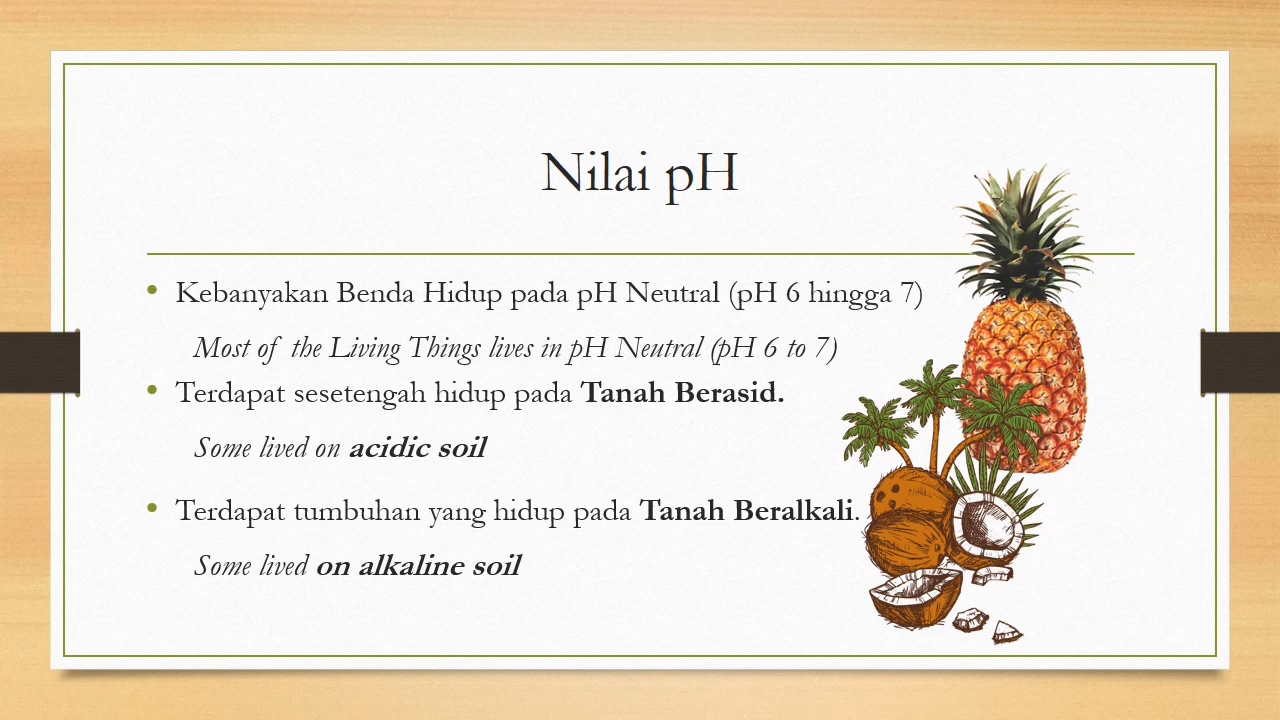 Nilai pH
• Kebanyakan Benda Hidup pada pH Neutral (pH 6 hingga 7)
Most of the Living Things lives in pH Neutral (pH 6 to 7)
• Terdapat sesetengah hidup pada Tanah Berasid.
Some lived on acidic soil
• Terdapat tumbuhan yang hidup pada Tanah Beralkali.
Some lived on alkaline soil